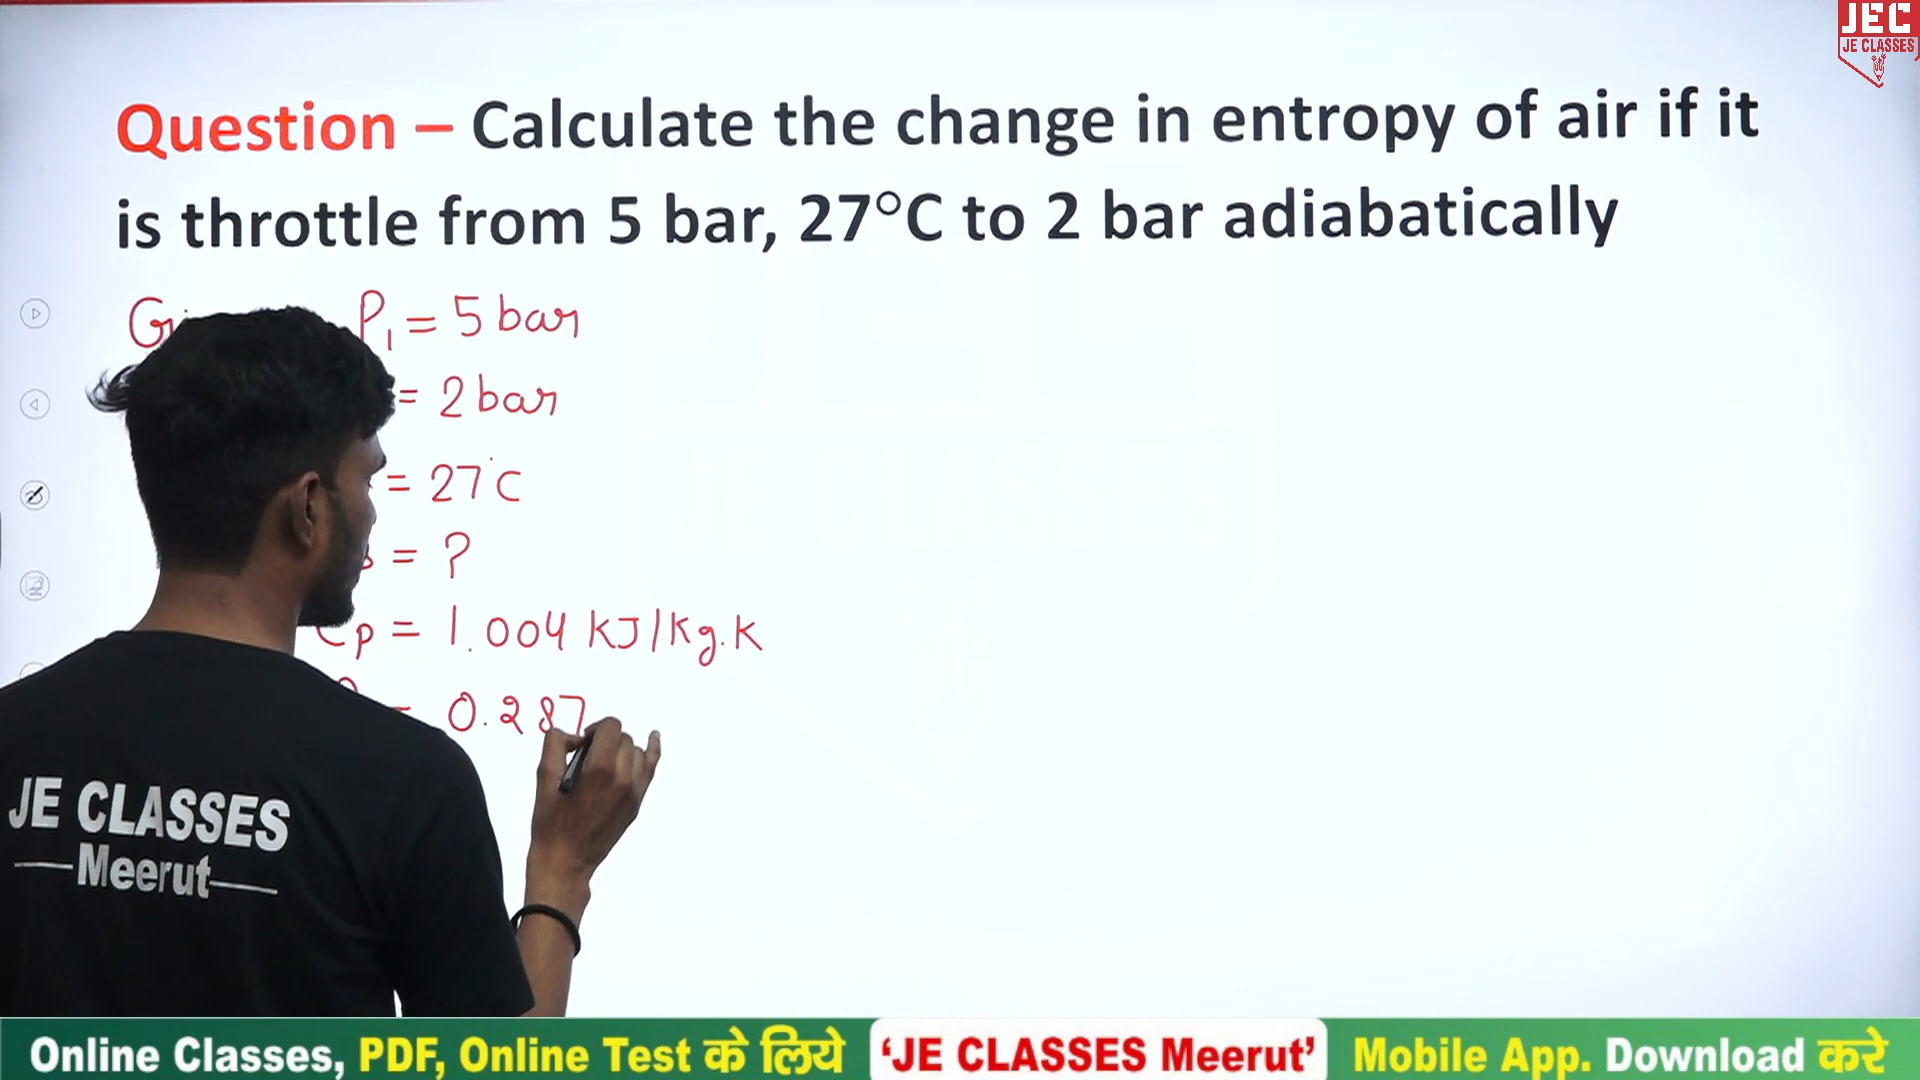 JEC
JE CLASSES
Question – Calculate the change in entropy of air if it
is throttle from 5 bar, 27°C to 2 bar adiabatically
P₁ = 5 bar
= 2 bar
= 27°C
= ?
Cp = 1.004 KJ/Kg.K
= 0.287
JE CLASSES
Meerut
Online Classes, PDF, Online Test के लिये 'JE CLASSES Meerut' Mobile App. Download करे